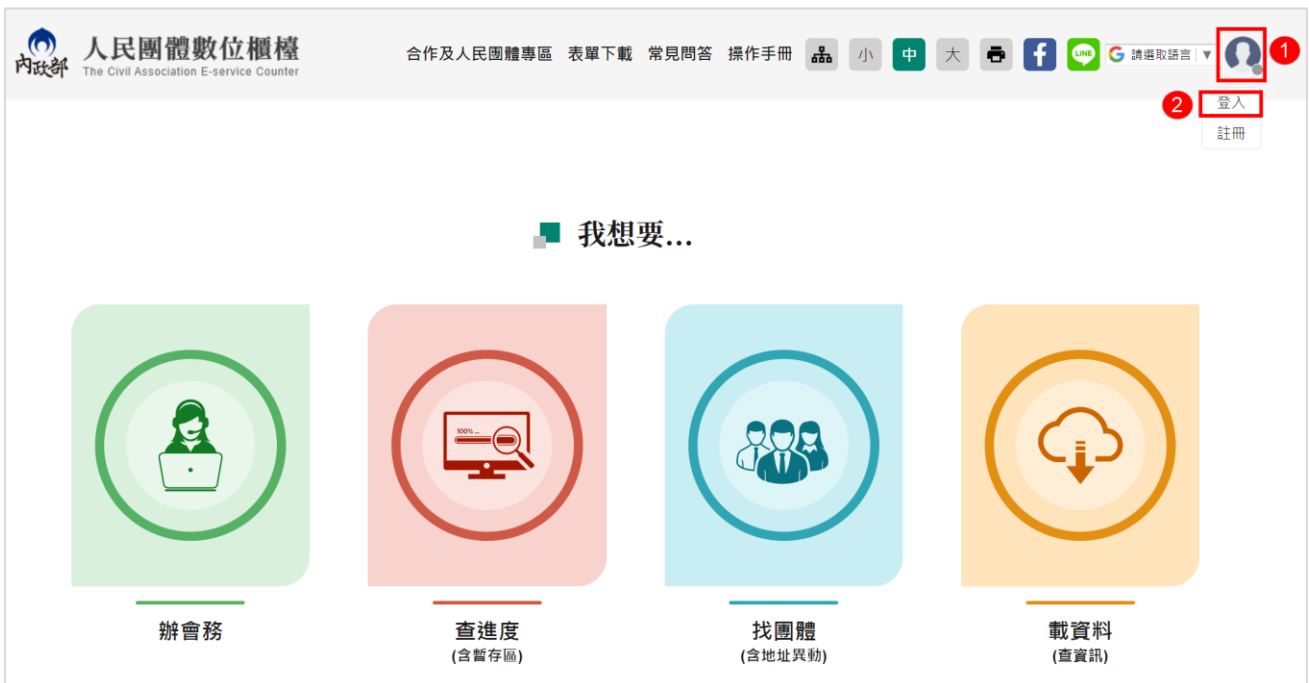 內政部
人民團體數位櫃檯
The Civil Association E-service Counter
合作及人民團體專區 表單下載 常見問答 操作手冊 小 中 大 f LINE G 請選取語言 ▼ 1
2 登入
註冊
我想要...
100%
辦會務
查進度
(含暫存區)
找團體
(含地址異動)
載資料
(查資訊)